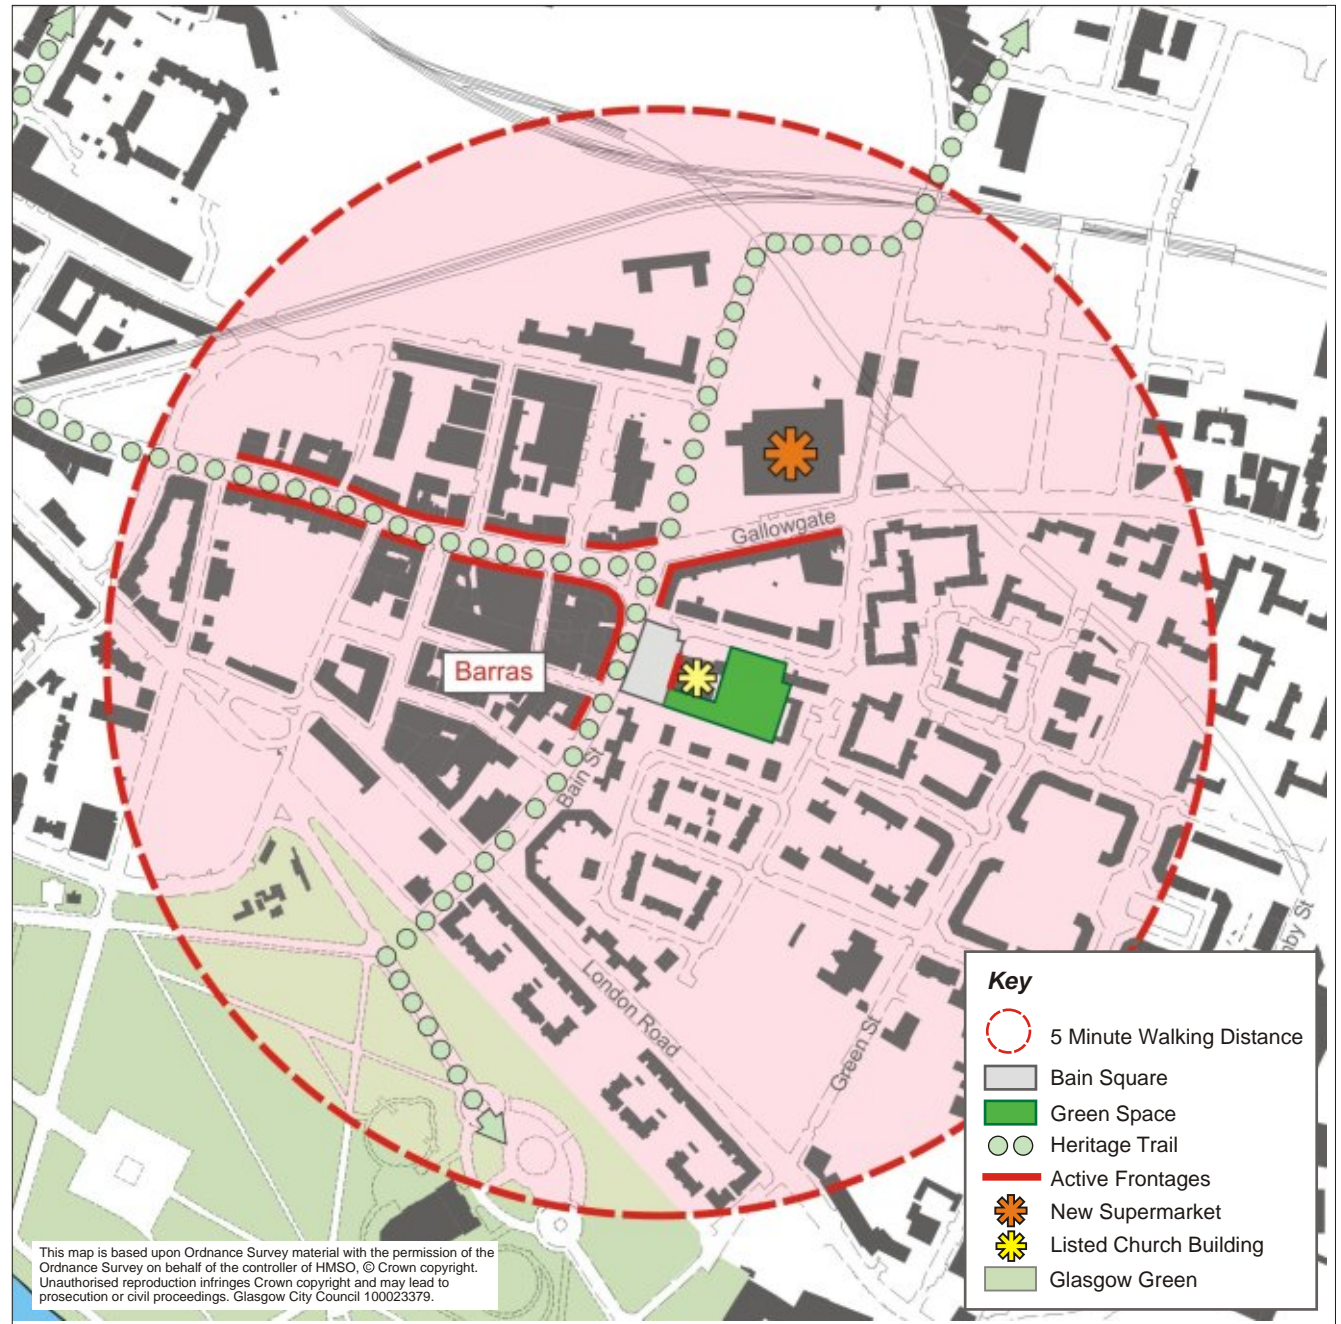 Gallowgate
Barras
Bain St
London Road
Green St
Key
5 Minute Walking Distance
Bain Square
Green Space
Heritage Trail
Active Frontages
New Supermarket
Listed Church Building
Glasgow Green
This map is based upon Ordnance Survey material with the permission of the
Ordnance Survey on behalf of the controller of HMSO, © Crown copyright.
Unauthorised reproduction infringes Crown copyright and may lead to
prosecution or civil proceedings. Glasgow City Council 100023379.